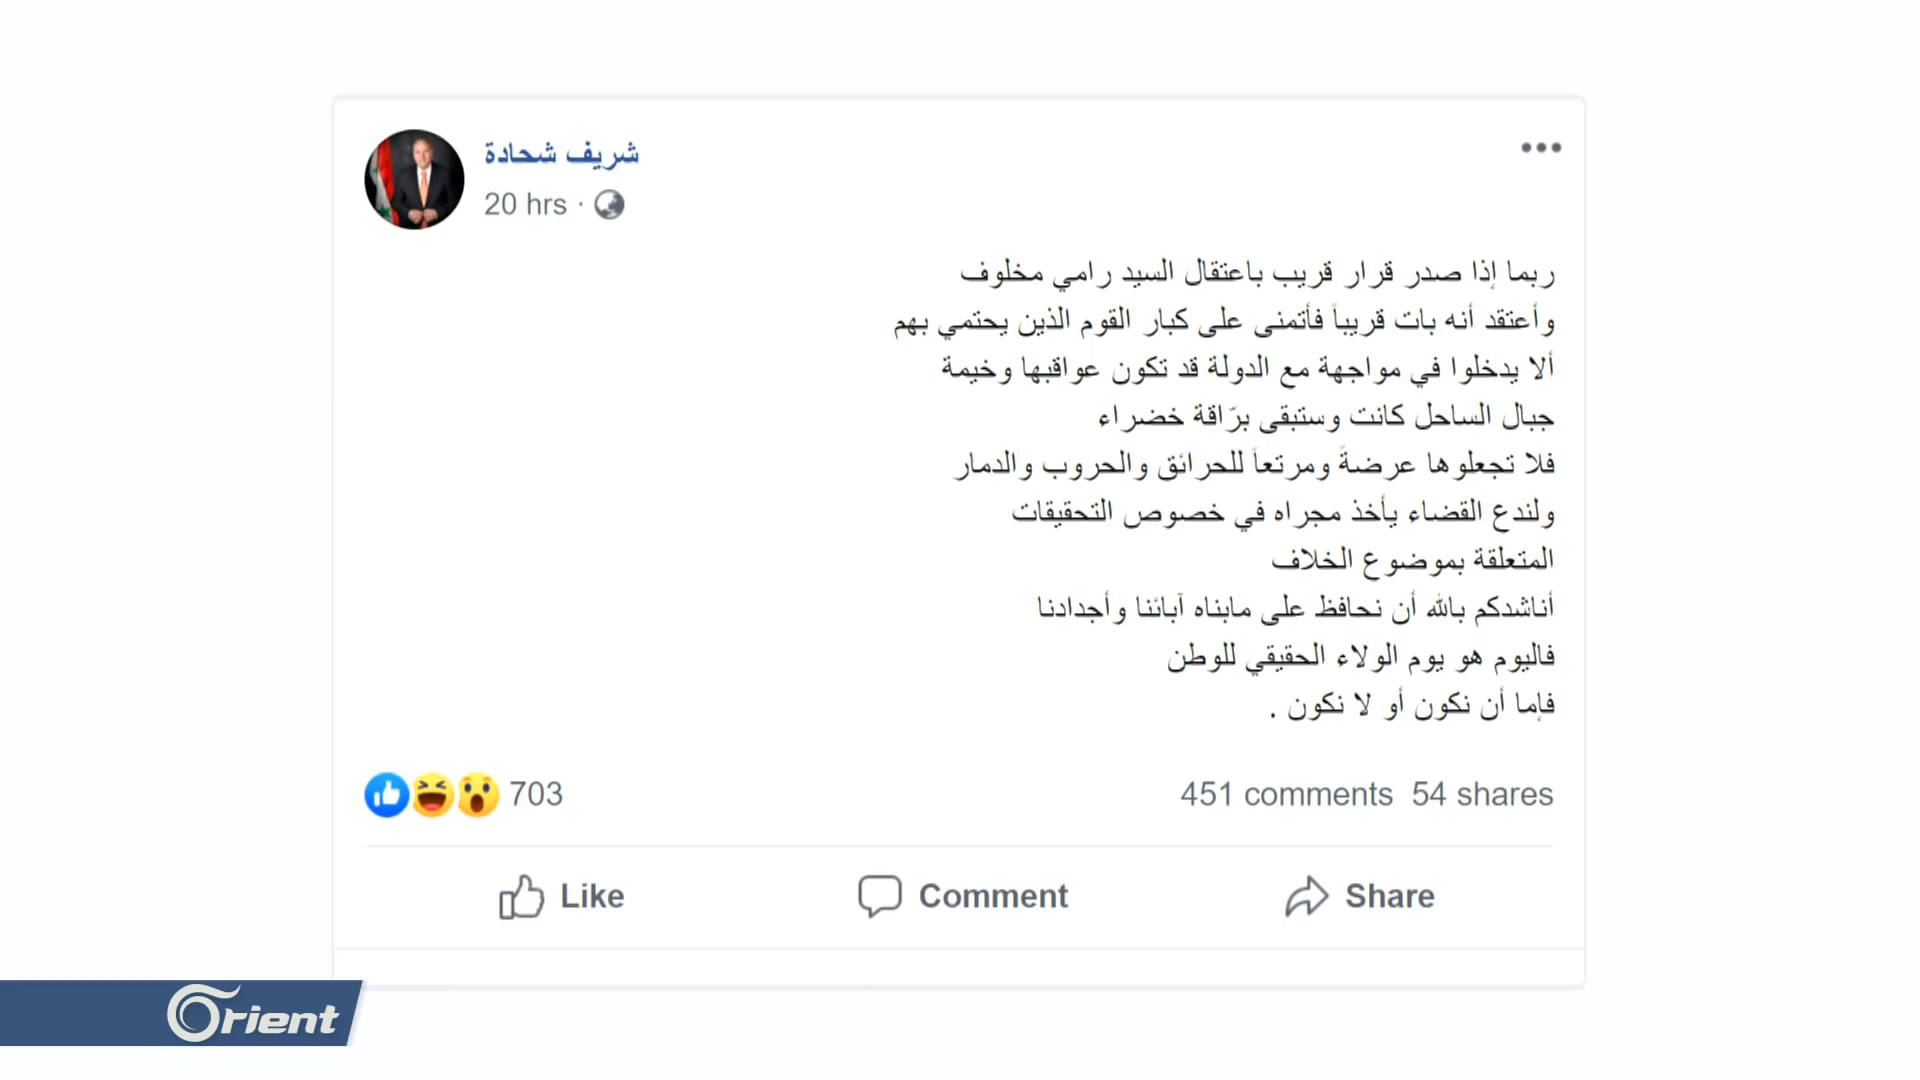 شريف شحادة
20 hrs ·
ربما إذا صدر قرار قريب باعتقال السيد رامي مخلوف
وأعتقد أنه بات قريباً فأتمنى على كبار القوم الذين يحتمي بهم
ألا يدخلوا في مواجهة مع الدولة قد تكون عواقبها وخيمة
جبال الساحل كانت وستبقى برّاقة خضراء
فلا تجعلوها عرضةً ومرتعاً للحرائق والحروب والدمار
ولندع القضاء يأخذ مجراه في خصوص التحقيقات
المتعلقة بموضوع الخلاف
أناشدكم بالله أن نحافظ على مابناه آبائنا وأجدادنا
فاليوم هو يوم الولاء الحقيقي للوطن
فإما أن نكون أو لا نكون .
703
451 comments 54 shares
Like Comment Share
Orient